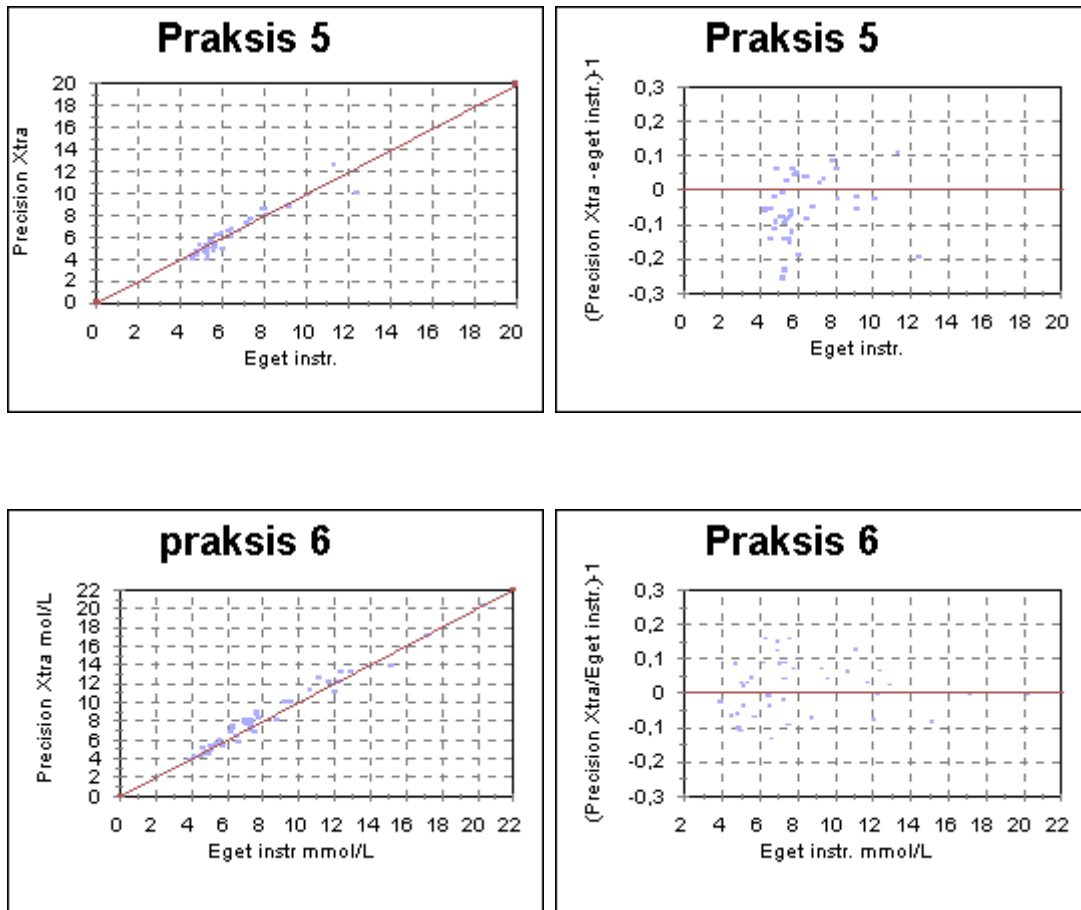 Praksis 5
Precision Xtra
20
18
16
14
12
10
8
6
4
2
0
0 2 4 6 8 10 12 14 16 18 20
Eget instr.
Praksis 5
(Precision Xtra -eget instr.)-1
0,3
0,2
0,1
0
-0,1
-0,2
-0,3
0 2 4 6 8 10 12 14 16 18 20
Eget instr.
praksis 6
Precision Xtra mol/L
22
20
18
16
14
12
10
8
6
4
2
0
0 2 4 6 8 10 12 14 16 18 20 22
Eget instr mmol/L
Praksis 6
(Precision Xtra/Eget instr.)-1
0,3
0,2
0,1
0
-0,1
-0,2
-0,3
2 4 6 8 10 12 14 16 18 20 22
Eget instr. mmol/L